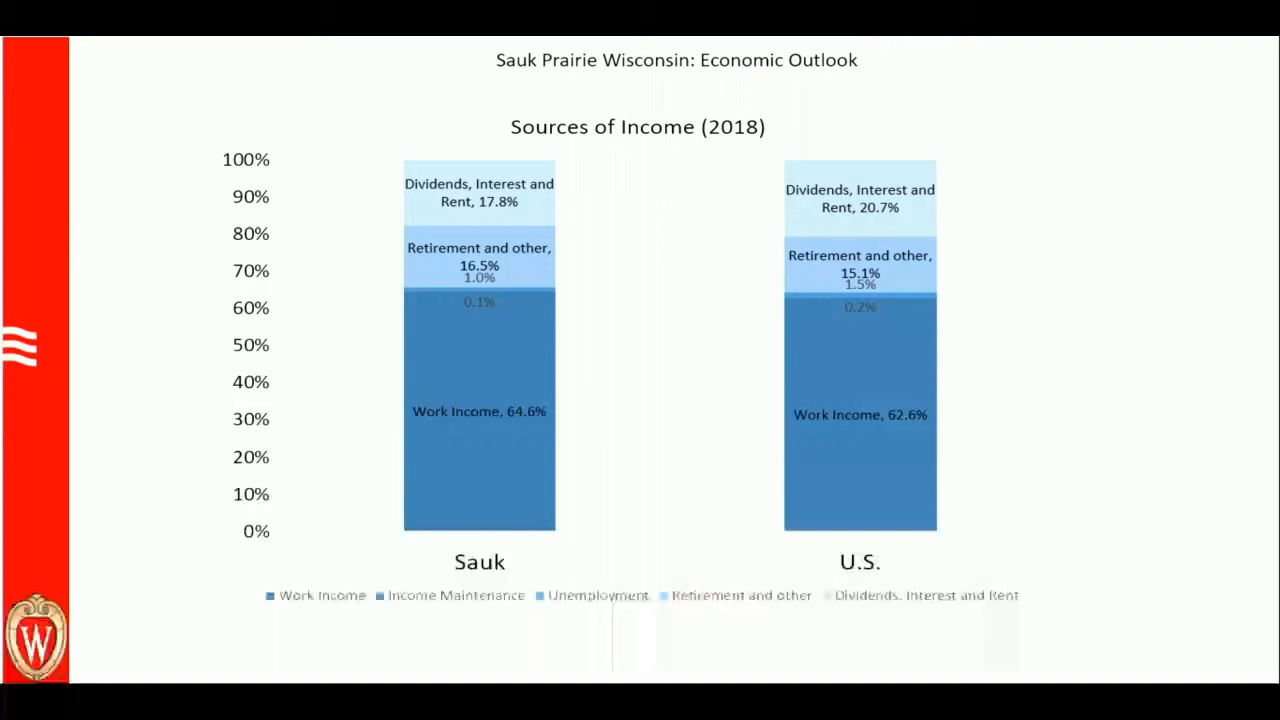 Sauk Prairie Wisconsin: Economic Outlook
Sources of Income (2018)
100%
90%
80%
70%
60%
50%
40%
30%
20%
10%
0%
Dividends, Interest and
Rent, 17.8%
Retirement and other,
16.5%
1.0%
0.1%
Work Income, 64.6%
Dividends, Interest and
Rent, 20.7%
Retirement and other,
15.1%
1.5%
0.2%
Work Income, 62.6%
Sauk
U.S.
Work Income Income Maintenance Unemployment Retirement and other Dividends, Interest and Rent
W